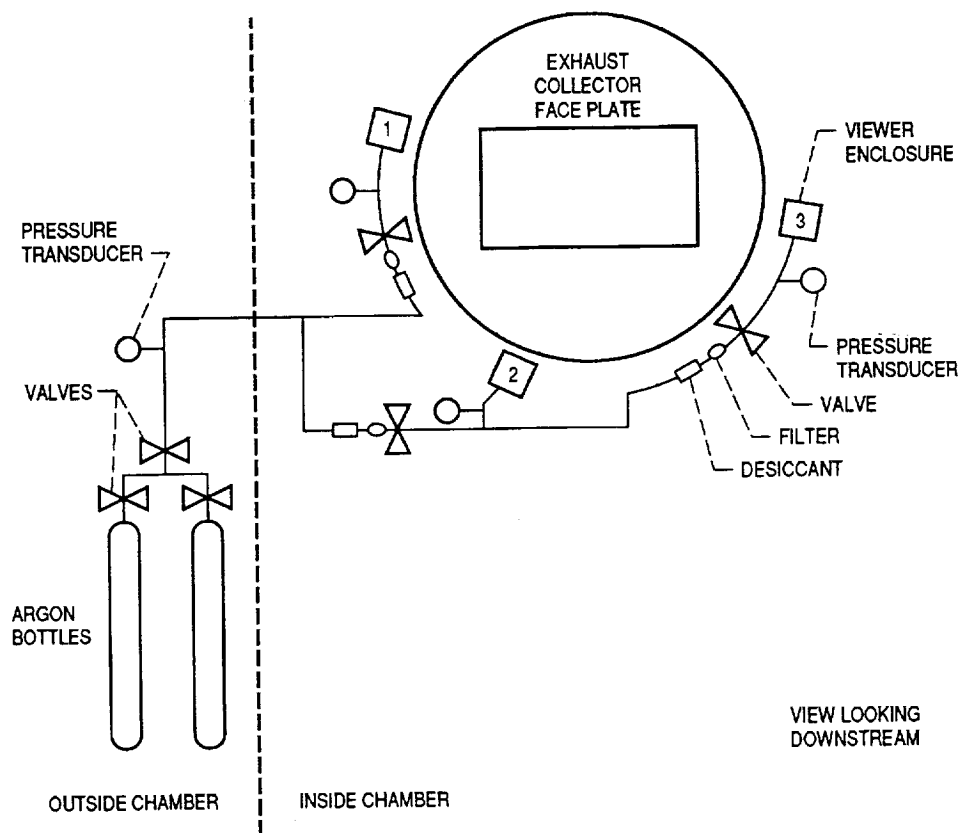 EXHAUST
COLLECTOR
FACE PLATE
1
VIEWER
ENCLOSURE
3
PRESSURE
TRANSDUCER
2
PRESSURE
TRANSDUCER
VALVES
VALVE
FILTER
DESICCANT
ARGON
BOTTLES
VIEW LOOKING
DOWNSTREAM
OUTSIDE CHAMBER
INSIDE CHAMBER